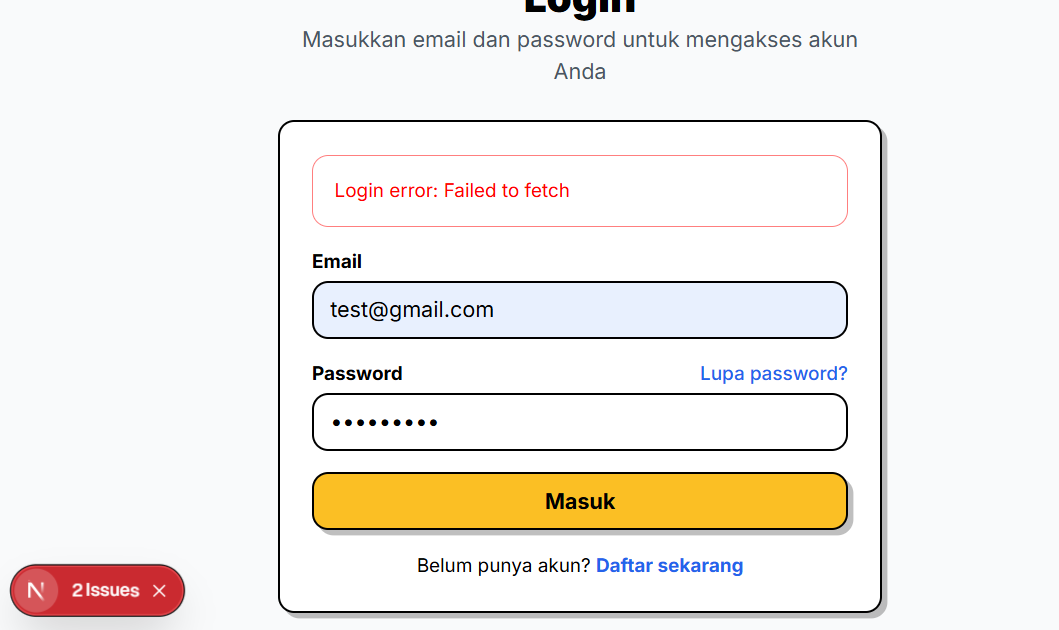 Login
Masukkan email dan password untuk mengakses akun
Anda
Login error: Failed to fetch
Email
test@gmail.com
Password Lupa password?
•••••••••
Masuk
Belum punya akun? Daftar sekarang
N 2 Issues ×